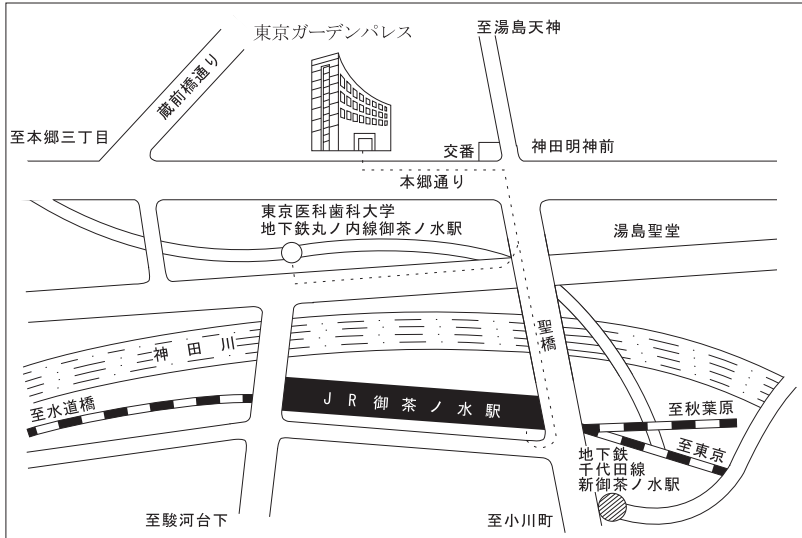 東京ガーデンパレス
至湯島天神
蔵前橋通り
至本郷三丁目
交番
神田明神前
本郷通り
東京医科歯科大学
地下鉄丸ノ内線御茶ノ水駅
湯島聖堂
聖橋
神田川
至水道橋
JR御茶ノ水駅
至秋葉原
至東京
地下鉄
千代田線
新御茶ノ水駅
至駿河台下
至小川町